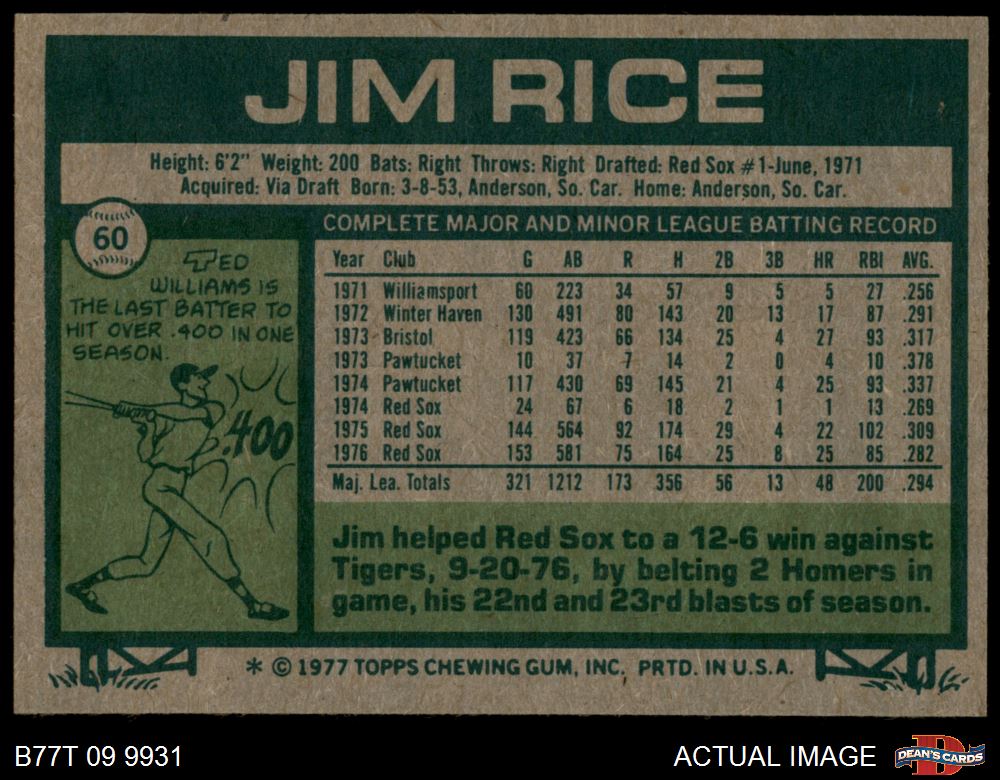 JIM RICE
Height: 6'2" Weight: 200 Bats: Right Throws: Right Drafted: Red Sox #1-June, 1971
Acquired: Via Draft Born: 3-8-53, Anderson, So. Car. Home: Anderson, So. Car.
60
TED
WILLIAMS IS
THE LAST BATTER TO
HIT OVER .400 IN ONE
SEASON.
.400
COMPLETE MAJOR AND MINOR LEAGUE BATTING RECORD
Year Club G AB R H 2B 3B HR RBI AVG.
1971 Williamsport 60 223 34 57 9 5 5 27 .256
1972 Winter Haven 130 491 80 143 20 13 17 87 .291
1973 Bristol 119 423 66 134 25 4 27 93 .317
1973 Pawtucket 10 37 7 14 2 0 4 10 .378
1974 Pawtucket 117 430 69 145 21 4 25 93 .337
1974 Red Sox 24 67 6 18 2 1 1 13 .269
1975 Red Sox 144 564 92 174 29 4 22 102 .309
1976 Red Sox 153 581 75 164 25 8 25 85 .282
Maj. Lea. Totals 321 1212 173 356 56 13 48 200 .294
Jim helped Red Sox to a 12-6 win against
Tigers, 9-20-76, by belting 2 Homers in
game, his 22nd and 23rd blasts of season.
* © 1977 TOPPS CHEWING GUM, INC. PRTD. IN U.S.A.
B77T 09 9931
ACTUAL IMAGE
D
DEAN'S CARDS